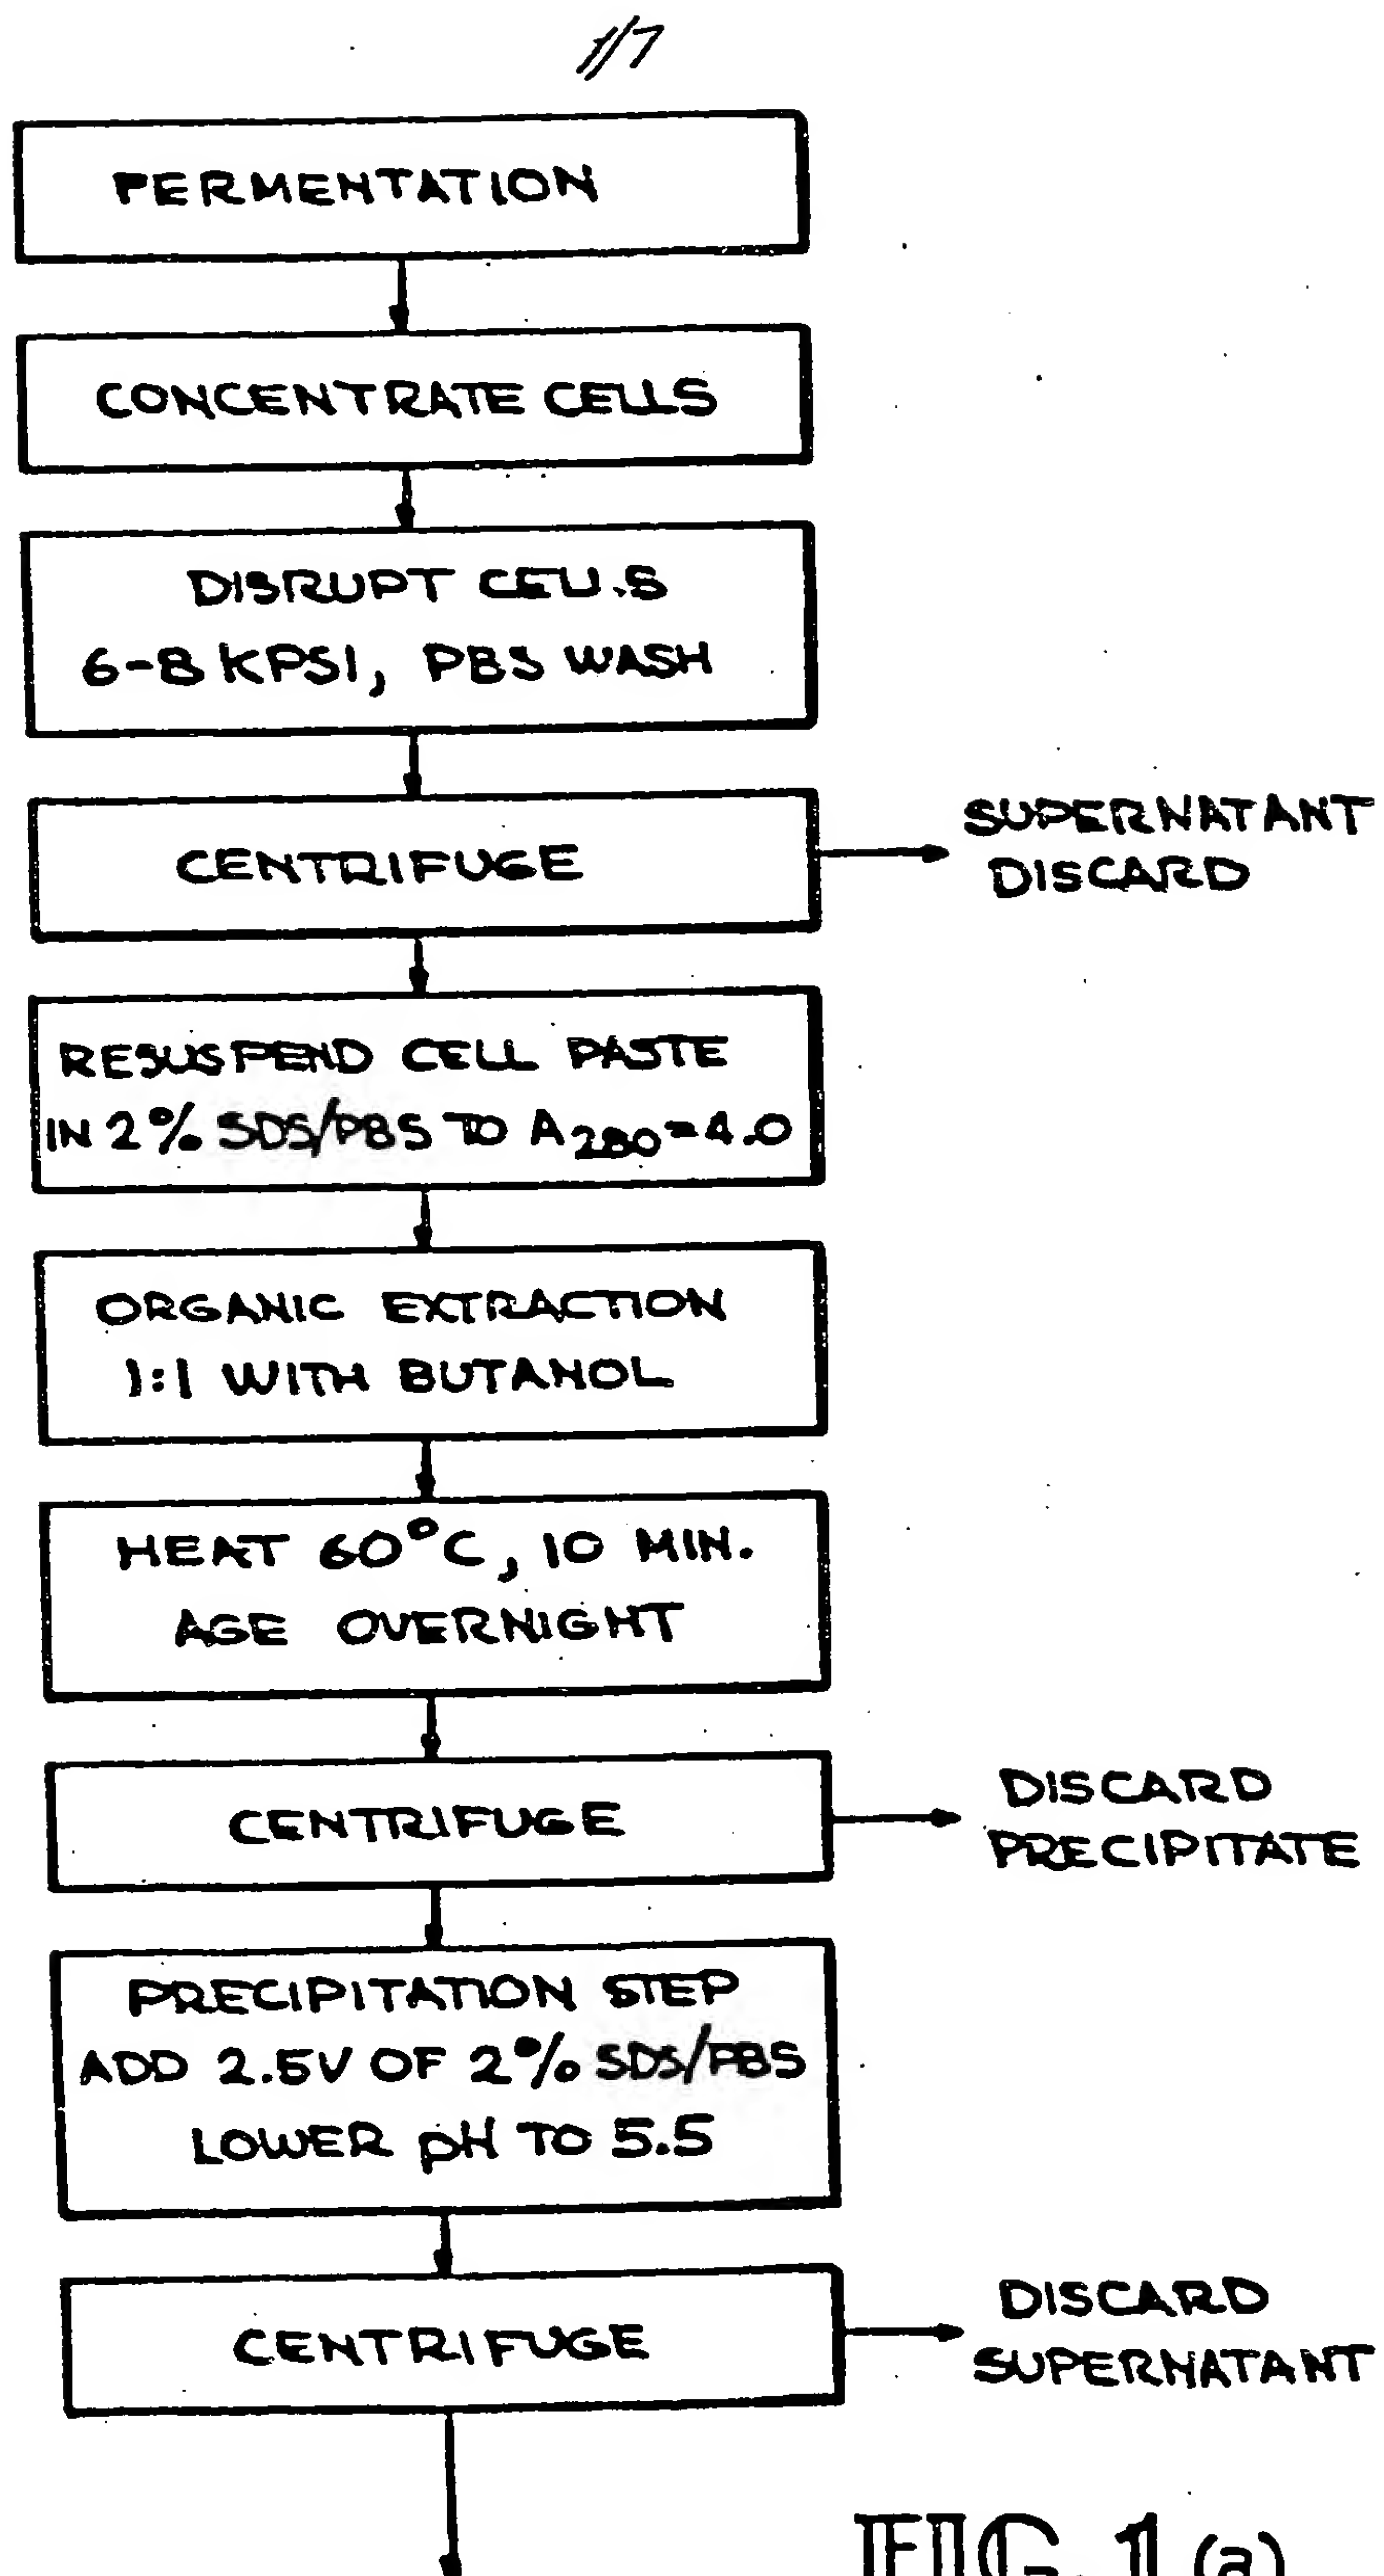 1/7
FERMENTATION
CONCENTRATE CELLS
DISRUPT CELLS
6-8 KPSI, PBS WASH
CENTRIFUGE
SUPERNATANT
DISCARD
RESUSPEND CELL PASTE
IN 2% SDS/PBS TO A280=4.0
ORGANIC EXTRACTION
1:1 WITH BUTANOL
HEAT 60°C, 10 MIN.
AGE OVERNIGHT
CENTRIFUGE
DISCARD
PRECIPITATE
PRECIPITATION STEP
ADD 2.5V OF 2% SDS/PBS
LOWER pH TO 5.5
CENTRIFUGE
DISCARD
SUPERNATANT
FIG. 1 (a)